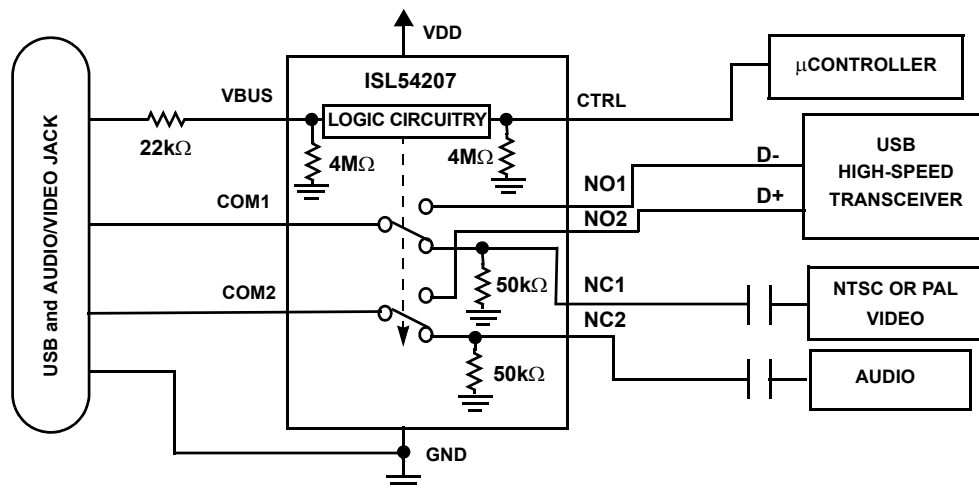 VDD
μCONTROLLER
ISL54207
VBUS
CTRL
LOGIC CIRCUITRY
22kΩ
4MΩ
4MΩ
USB
HIGH-SPEED
TRANSCEIVER
D-
D+
NO1
NO2
COM1
USB and AUDIO/VIDEO JACK
50kΩ
NC1
NTSC OR PAL
VIDEO
COM2
NC2
50kΩ
AUDIO
GND